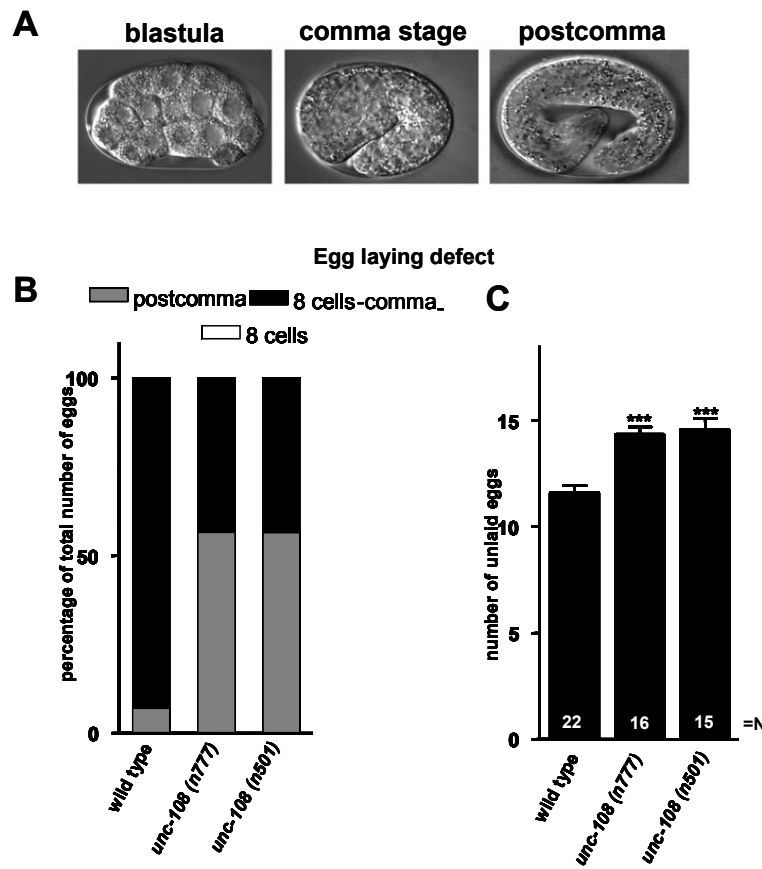 A
blastula
comma stage
postcomma
Egg laying defect
B
postcomma
8 cells-comma_
8 cells
percentage of total number of eggs
100
50
0
wild type
unc-108 (n777)
unc-108 (n501)
C
number of unlaid eggs
15
10
5
0
***
***
22
16
15
=N
wild type
unc-108 (n777)
unc-108 (n501)